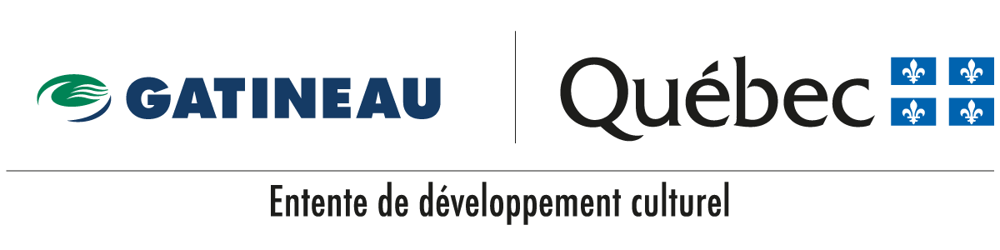 GATINEAU
Québec
Entente de développement culturel